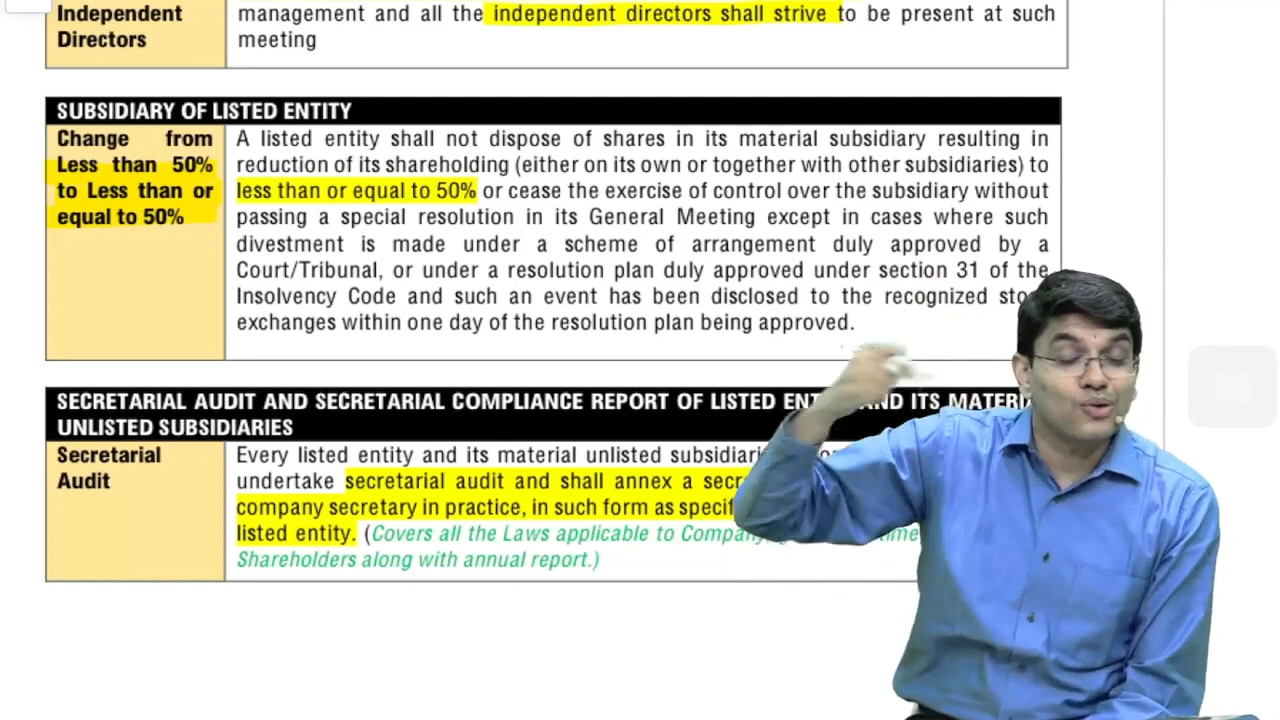 Independent
Directors
management and all the independent directors shall strive to be present at such
meeting
SUBSIDIARY OF LISTED ENTITY
Change from
Less than 50%
to Less than or
equal to 50%
A listed entity shall not dispose of shares in its material subsidiary resulting in
reduction of its shareholding (either on its own or together with other subsidiaries) to
less than or equal to 50% or cease the exercise of control over the subsidiary without
passing a special resolution in its General Meeting except in cases where such
divestment is made under a scheme of arrangement duly approved by a
Court/Tribunal, or under a resolution plan duly approved under section 31 of the
Insolvency Code and such an event has been disclosed to the recognized
exchanges within one day of the resolution plan being approved.
SECRETARIAL AUDIT AND SECRETARIAL COMPLIANCE REPORT OF LISTED AND ITS
UNLISTED SUBSIDIARIES
Secretarial
Audit
Every listed entity and its material unlisted
undertake secretarial audit and shall annex a
company secretary in practice, in such form as
listed entity. (Covers all the Laws applicable to
Shareholders along with annual report.)